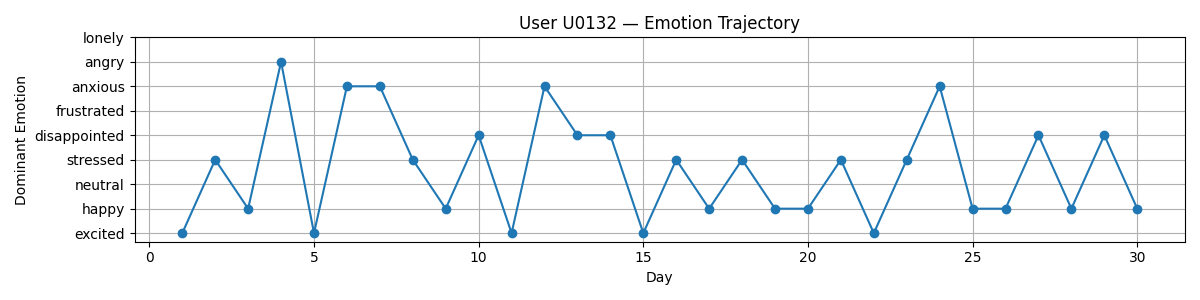 User U0132 — Emotion Trajectory
Dominant Emotion
lonely
angry
anxious
frustrated
disappointed
stressed
neutral
happy
excited
0 5 10 15 20 25 30
Day